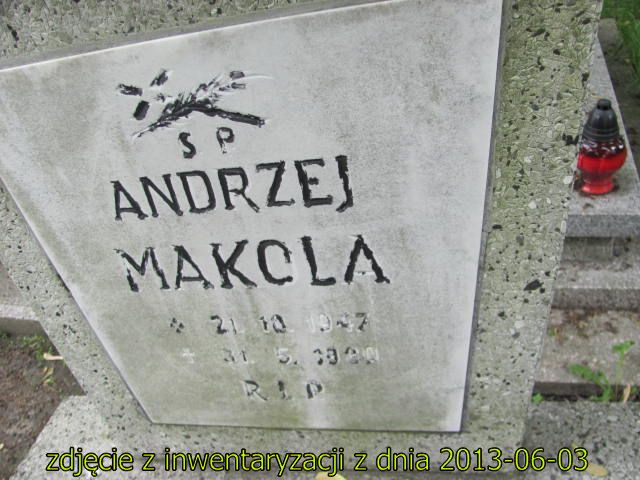 S P
ANDRZEJ
MAKOLA
21. 10. 1947
31. 5.
R I P
zdjęcie z inwentaryzacji z dnia 2013-06-03